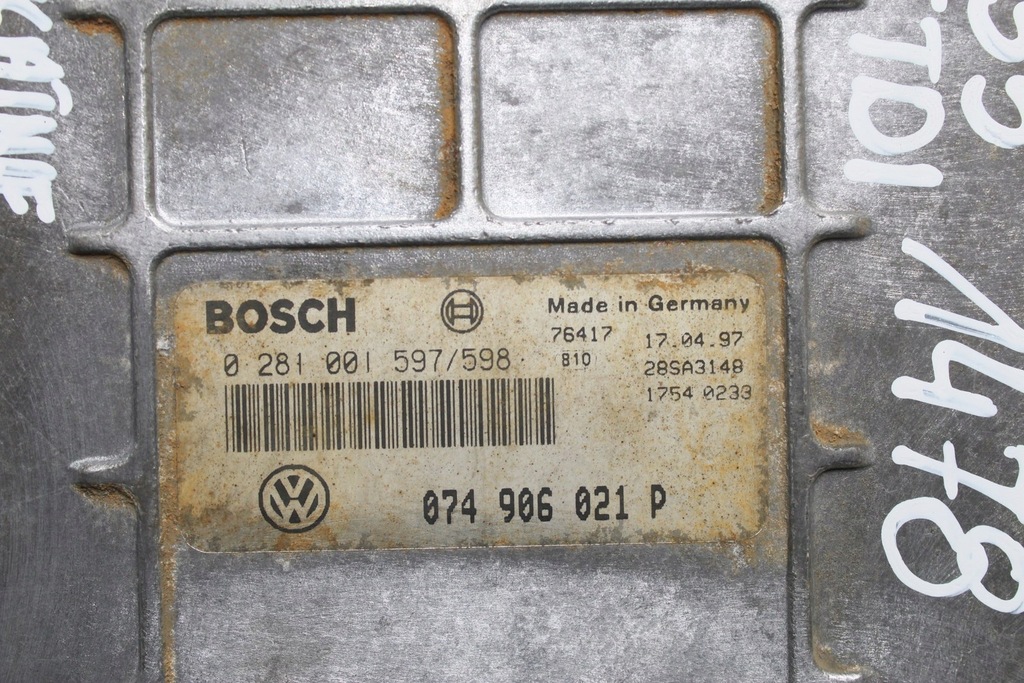 BOSCH
Made in Germany
0 281 001 597/598
76417
810
17.04.97
28SA3148
1754 0233
074 906 021 P
TDI
1478